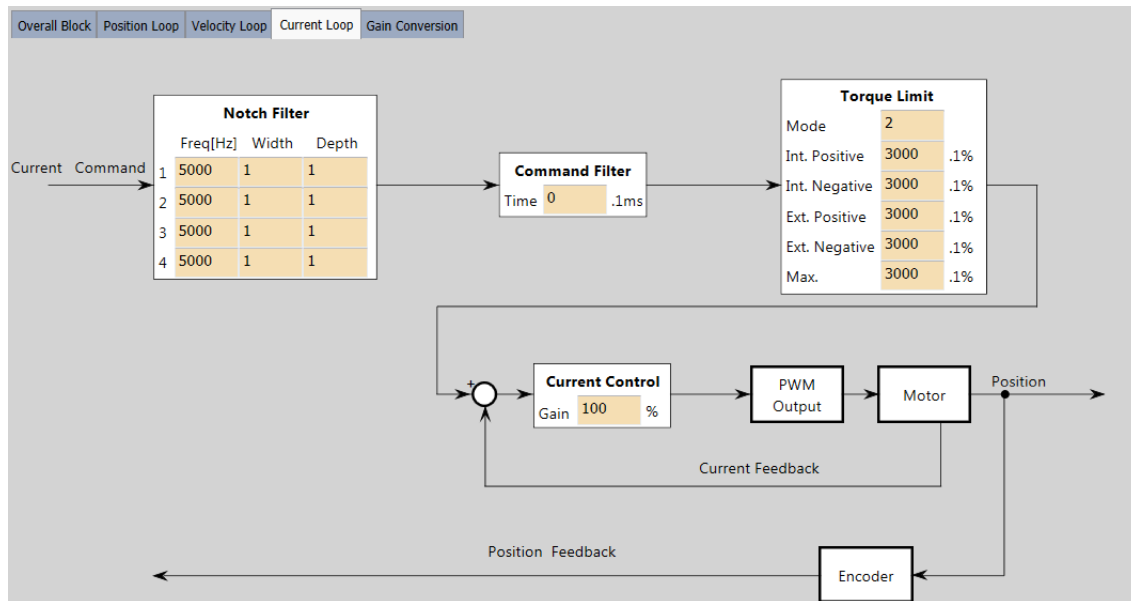 Overall Block Position Loop Velocity Loop Current Loop Gain Conversion
Notch Filter
Freq[Hz] Width Depth
Current Command
1 5000 1 1
2 5000 1 1
3 5000 1 1
4 5000 1 1
Command Filter
Time 0 .1ms
Torque Limit
Mode 2
Int. Positive 3000 .1%
Int. Negative 3000 .1%
Ext. Positive 3000 .1%
Ext. Negative 3000 .1%
Max. 3000 .1%
+
Current Control
Gain 100 %
PWM
Output
Motor
Position
Current Feedback
Position Feedback
Encoder